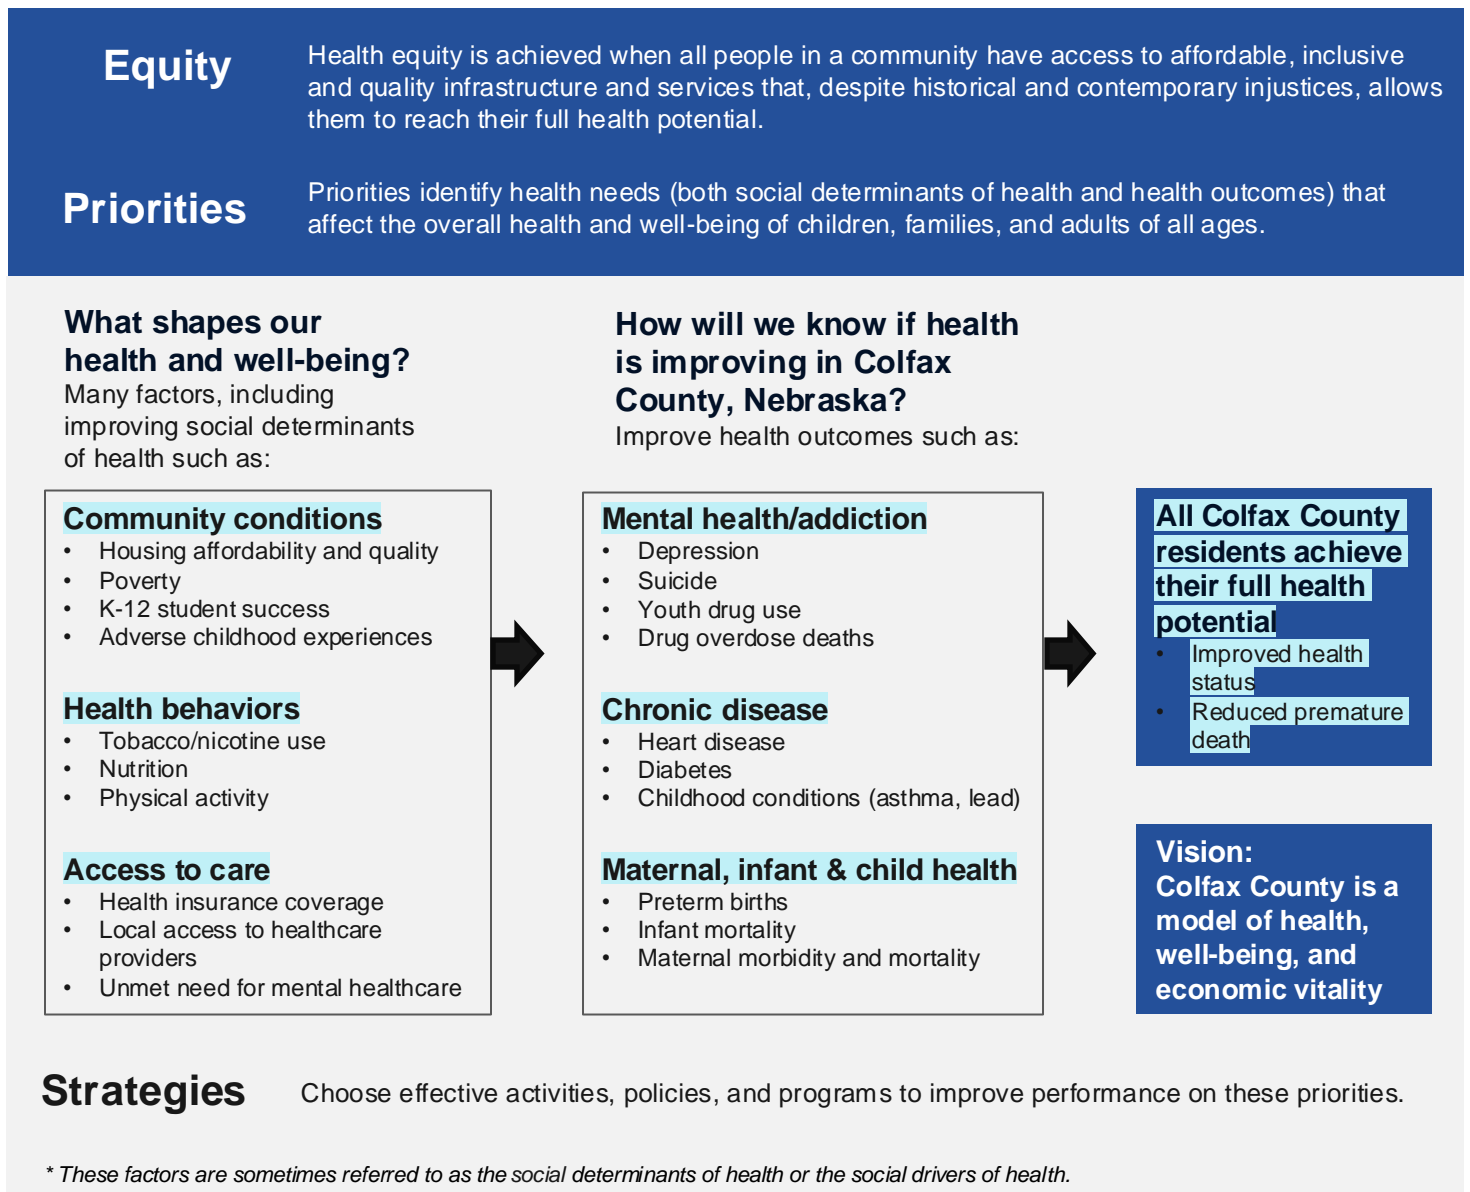 Equity
Health equity is achieved when all people in a community have access to affordable, inclusive
and quality infrastructure and services that, despite historical and contemporary injustices, allows
them to reach their full health potential.
Priorities
Priorities identify health needs (both social determinants of health and health outcomes) that
affect the overall health and well-being of children, families, and adults of all ages.
What shapes our
health and well-being?
Many factors, including
improving social determinants
of health such as:
Community conditions
• Housing affordability and quality
• Poverty
• K-12 student success
• Adverse childhood experiences
Health behaviors
• Tobacco/nicotine use
• Nutrition
• Physical activity
Access to care
• Health insurance coverage
• Local access to healthcare
providers
• Unmet need for mental healthcare
How will we know if health
is improving in Colfax
County, Nebraska?
Improve health outcomes such as:
Mental health/addiction
• Depression
• Suicide
• Youth drug use
• Drug overdose deaths
Chronic disease
• Heart disease
• Diabetes
• Childhood conditions (asthma, lead)
Maternal, infant & child health
• Preterm births
• Infant mortality
• Maternal morbidity and mortality
All Colfax County
residents achieve
their full health
potential
• Improved health
status
• Reduced premature
death
Vision:
Colfax County is a
model of health,
well-being, and
economic vitality
Strategies
Choose effective activities, policies, and programs to improve performance on these priorities.
* These factors are sometimes referred to as the social determinants of health or the social drivers of health.